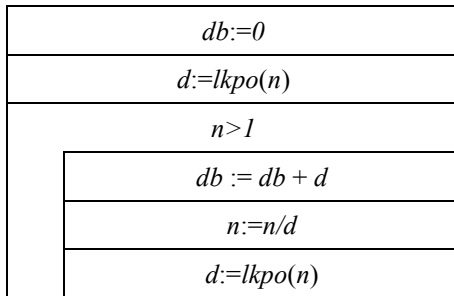 db:=0
d:=lkpo(n)
n>1
db := db + d
n:=n/d
d:=lkpo(n)